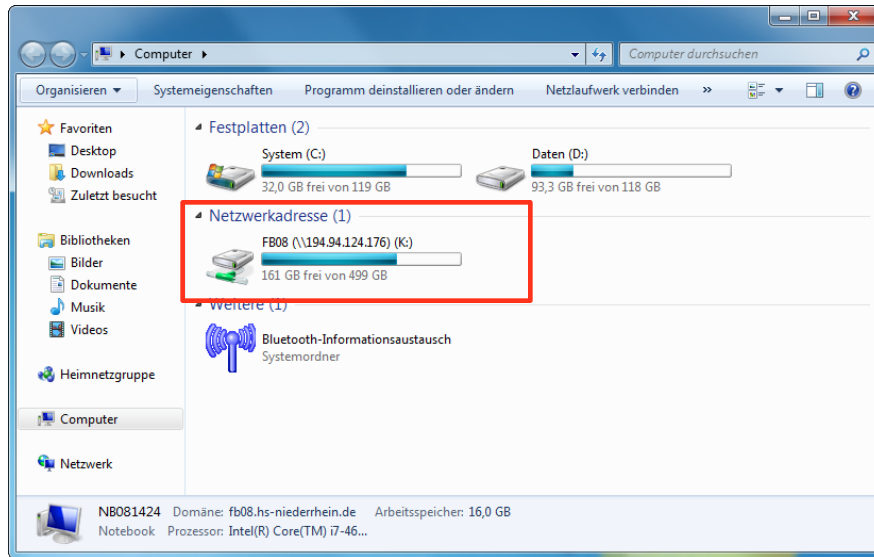 Computer
Computer durchsuchen
Organisieren Systemeigenschaften Programm deinstallieren oder ändern Netzlaufwerk verbinden »
Favoriten
Desktop
Downloads
Zuletzt besucht
Bibliotheken
Bilder
Dokumente
Musik
Videos
Heimnetzgruppe
Computer
Netzwerk
Festplatten (2)
System (C:)
32,0 GB frei von 119 GB
Daten (D:)
93,3 GB frei von 118 GB
Netzwerkadresse (1)
FB08 (\\194.94.124.176) (K:)
161 GB frei von 499 GB
Weitere (1)
Bluetooth-Informationsaustausch
Systemordner
NB081424 Domäne: fb08.hs-niederrhein.de Arbeitsspeicher: 16,0 GB
Notebook Prozessor: Intel(R) Core(TM) i7-46...